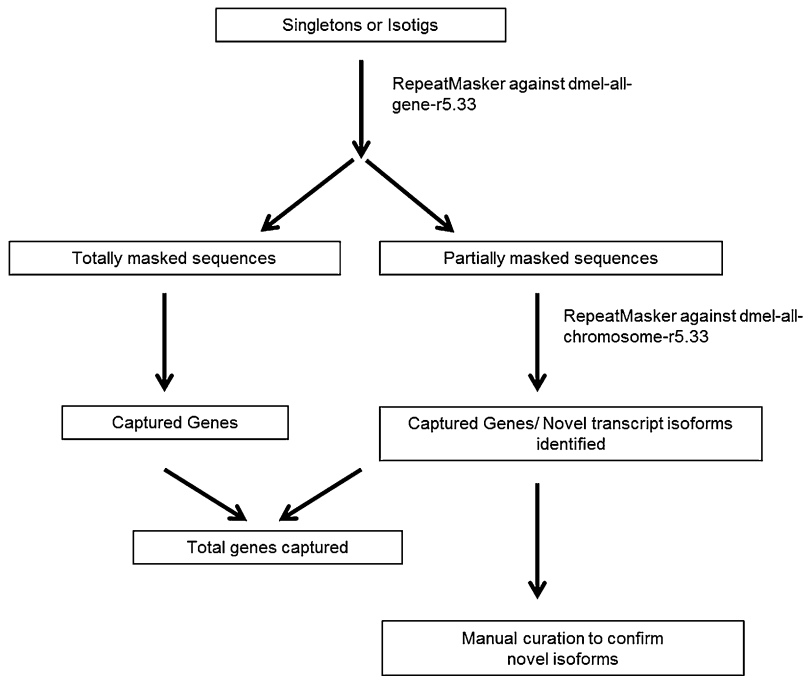 Singletons or Isotigs
RepeatMasker against dmel-all-
gene-r5.33
Totally masked sequences
Partially masked sequences
RepeatMasker against dmel-all-
chromosome-r5.33
Captured Genes
Captured Genes/ Novel transcript isoforms
identified
Total genes captured
Manual curation to confirm
novel isoforms